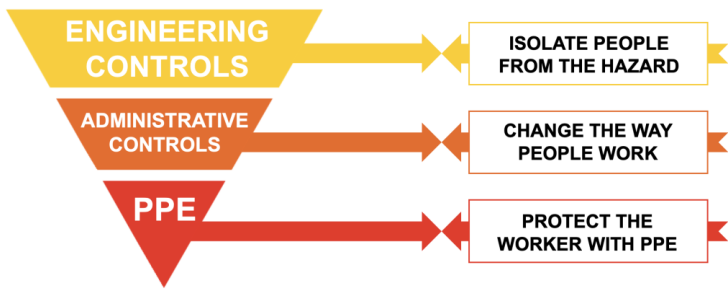 ENGINEERING
CONTROLS
ISOLATE PEOPLE
FROM THE HAZARD
ADMINISTRATIVE
CONTROLS
CHANGE THE WAY
PEOPLE WORK
PPE
PROTECT THE
WORKER WITH PPE